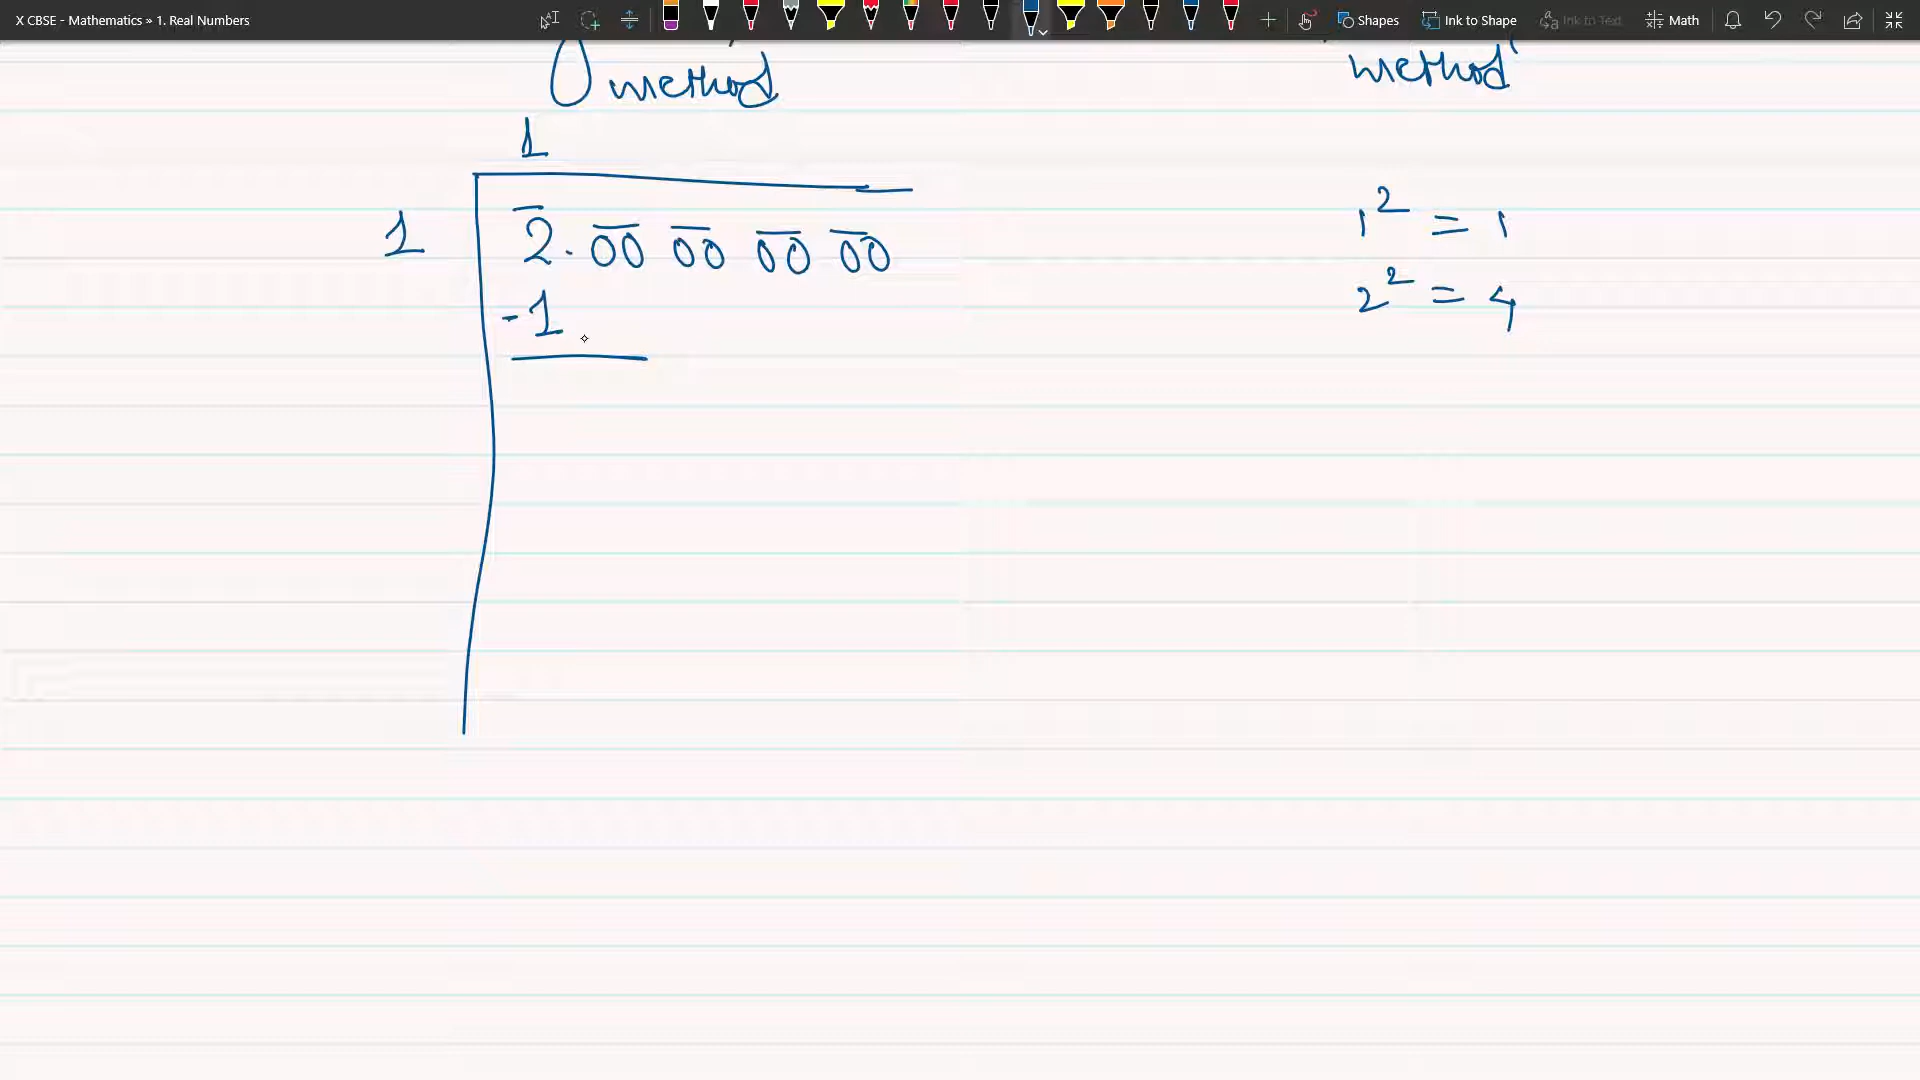 X CBSE - Mathematics » 1. Real Numbers
Shapes
Ink to Shape
Ink to Text
Math
method
method
1
1
2.00 00 00 00
-1
1² = 1
2² = 4